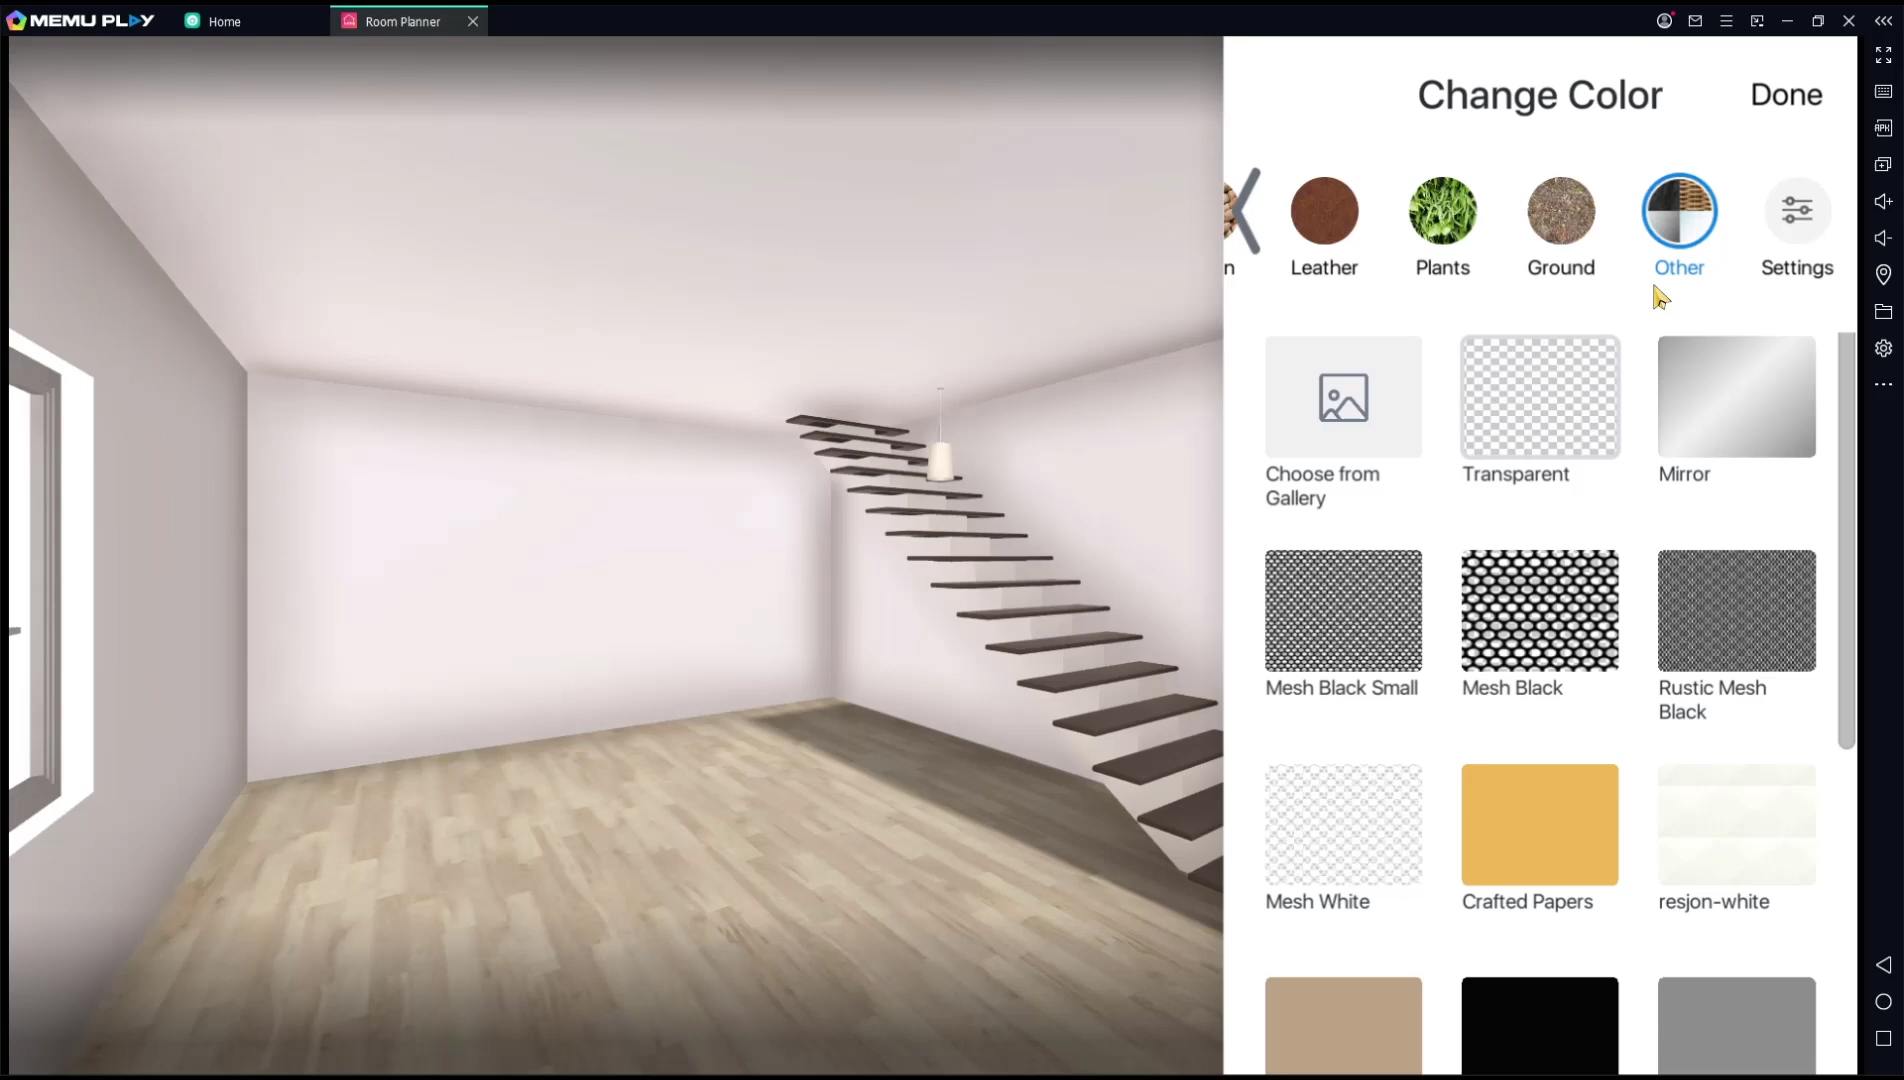 MEMU PLAY
Home
Room Planner
Change Color
Done
n
Leather
Plants
Ground
Other
Settings
Choose from
Gallery
Transparent
Mirror
Mesh Black Small
Mesh Black
Rustic Mesh
Black
Mesh White
Crafted Papers
resjon-white
APK